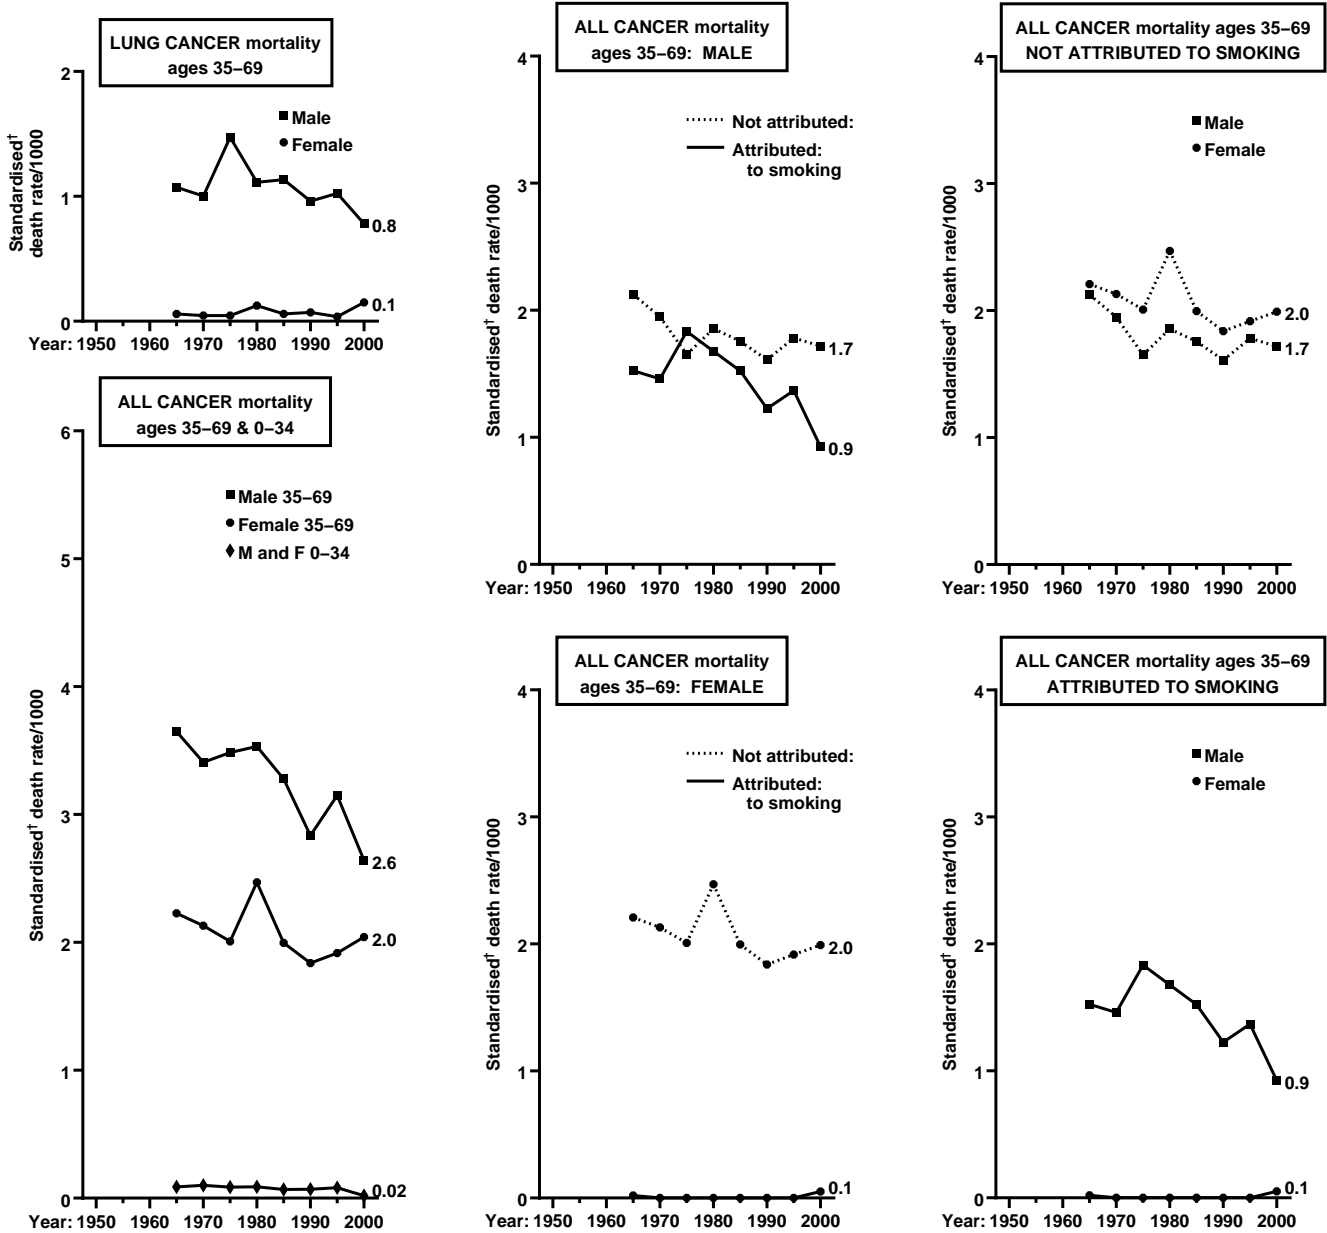 LUNG CANCER mortality
ages 35–69
2
1
0
Standardised†
death rate/1000
Male
Female
0.8
0.1
Year: 1950 1960 1970 1980 1990 2000
ALL CANCER mortality
ages 35–69 & 0–34
6
5
4
3
2
1
0
Standardised† death rate/1000
Male 35–69
Female 35–69
M and F 0–34
2.6
2.0
0.02
Year: 1950 1960 1970 1980 1990 2000
ALL CANCER mortality
ages 35–69: MALE
4
3
2
1
0
Standardised† death rate/1000
Not attributed:
Attributed:
to smoking
1.7
0.9
Year: 1950 1960 1970 1980 1990 2000
ALL CANCER mortality
ages 35–69: FEMALE
4
3
2
1
0
Standardised† death rate/1000
Not attributed:
Attributed:
to smoking
2.0
0.1
Year: 1950 1960 1970 1980 1990 2000
ALL CANCER mortality ages 35–69
NOT ATTRIBUTED TO SMOKING
4
3
2
1
0
Standardised† death rate/1000
Male
Female
2.0
1.7
Year: 1950 1960 1970 1980 1990 2000
ALL CANCER mortality ages 35–69
ATTRIBUTED TO SMOKING
4
3
2
1
0
Standardised† death rate/1000
Male
Female
0.9
0.1
Year: 1950 1960 1970 1980 1990 2000